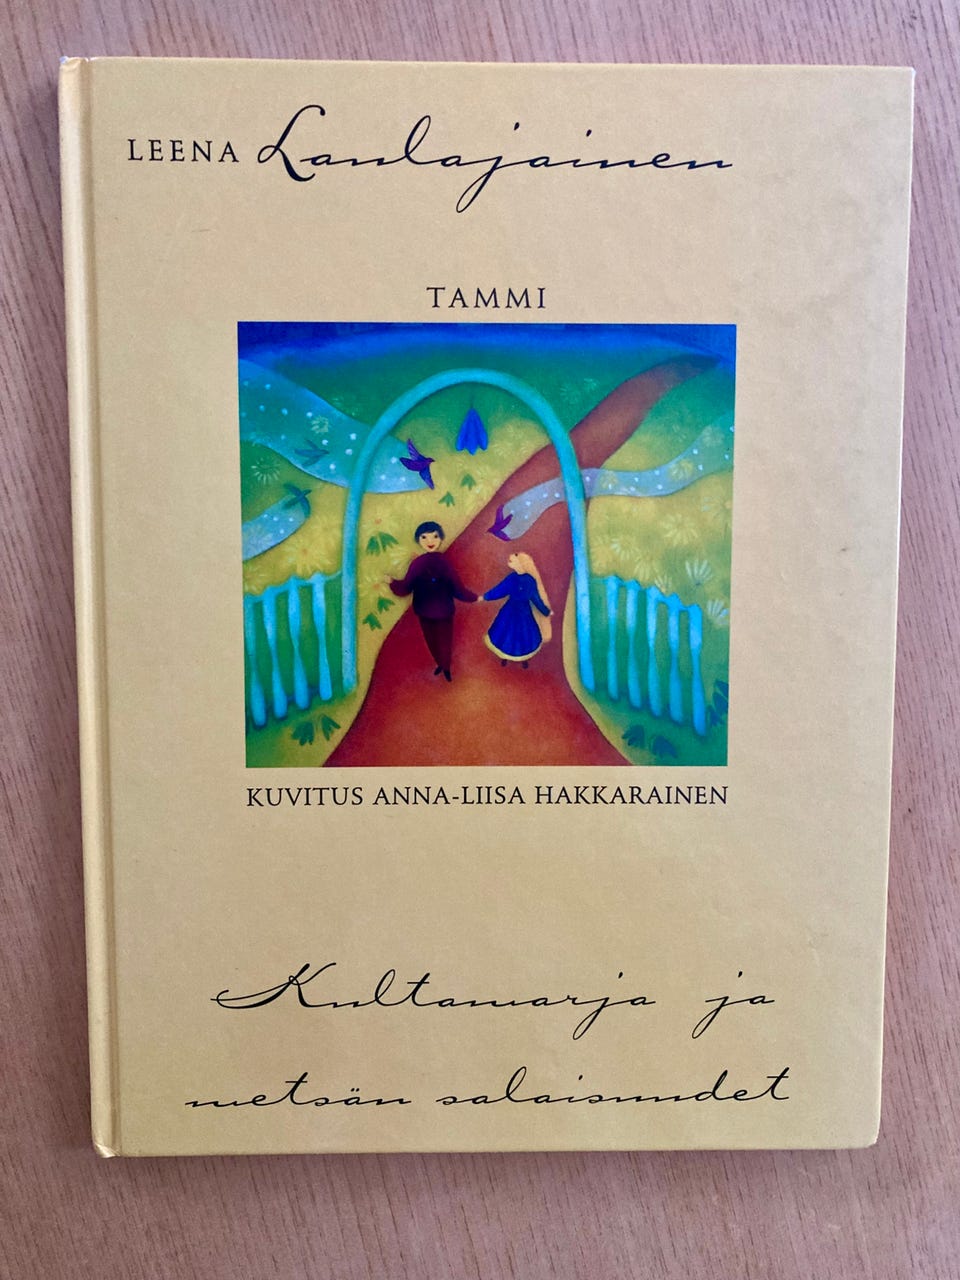 LEENA Laulajainen
TAMMI
KUVITUS ANNA-LIISA HAKKARAINEN
Kultamarja ja
metsän salaisuudet